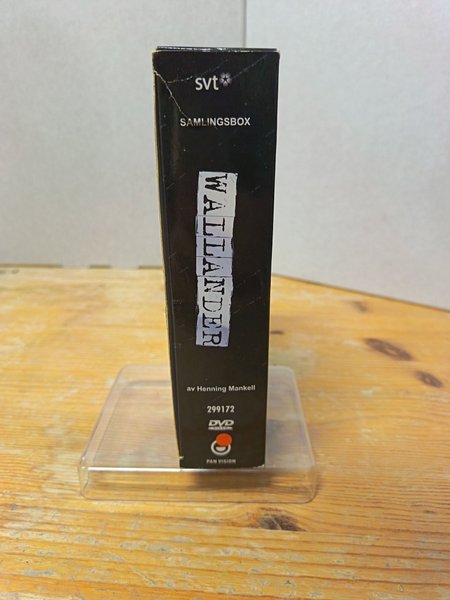 svt
SAMLINGSBOX
WALLANDER
av Henning Mankell
299172
DVD
PAN VISION